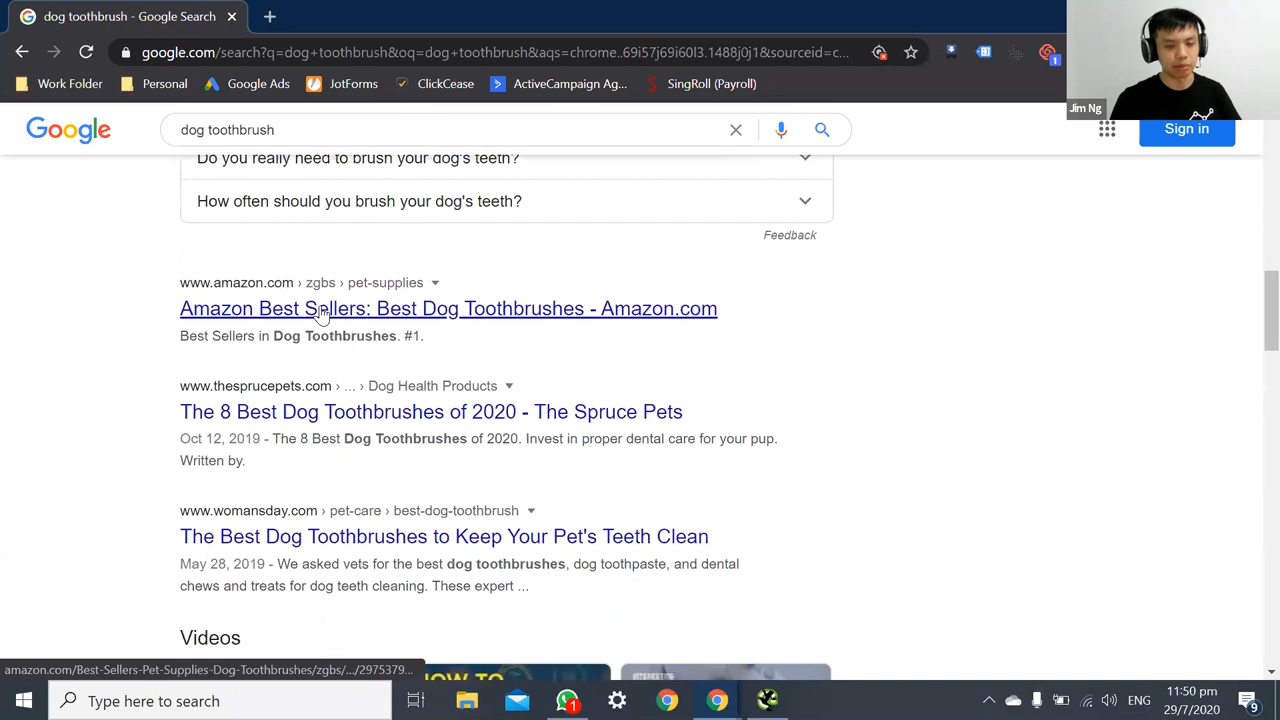 dog toothbrush - Google Search
google.com/search?q=dog+toothbrush&oq=dog+toothbrush&aqs=chrome..69i57j69i60l3.1488j0j1&sourceid=c...
1
Work Folder
Personal
Google Ads
JotForms
ClickCease
ActiveCampaign Ag...
SingRoll (Payroll)
Jim Ng
Google
dog toothbrush
Sign in
Do you really need to brush your dog's teeth?
How often should you brush your dog's teeth?
Feedback
www.amazon.com › zgbs › pet-supplies
Amazon Best Sellers: Best Dog Toothbrushes - Amazon.com
Best Sellers in Dog Toothbrushes. #1.
www.thesprucepets.com › ... › Dog Health Products
The 8 Best Dog Toothbrushes of 2020 - The Spruce Pets
Oct 12, 2019 - The 8 Best Dog Toothbrushes of 2020. Invest in proper dental care for your pup.
Written by.
www.womansday.com › pet-care › best-dog-toothbrush
The Best Dog Toothbrushes to Keep Your Pet's Teeth Clean
May 28, 2019 - We asked vets for the best dog toothbrushes, dog toothpaste, and dental
chews and treats for dog teeth cleaning. These expert ...
Videos
amazon.com/Best-Sellers-Pet-Supplies-Dog-Toothbrushes/zgbs/.../2975379...
HOW TO
Type here to search
1
ENG
11:50 pm
29/7/2020
9